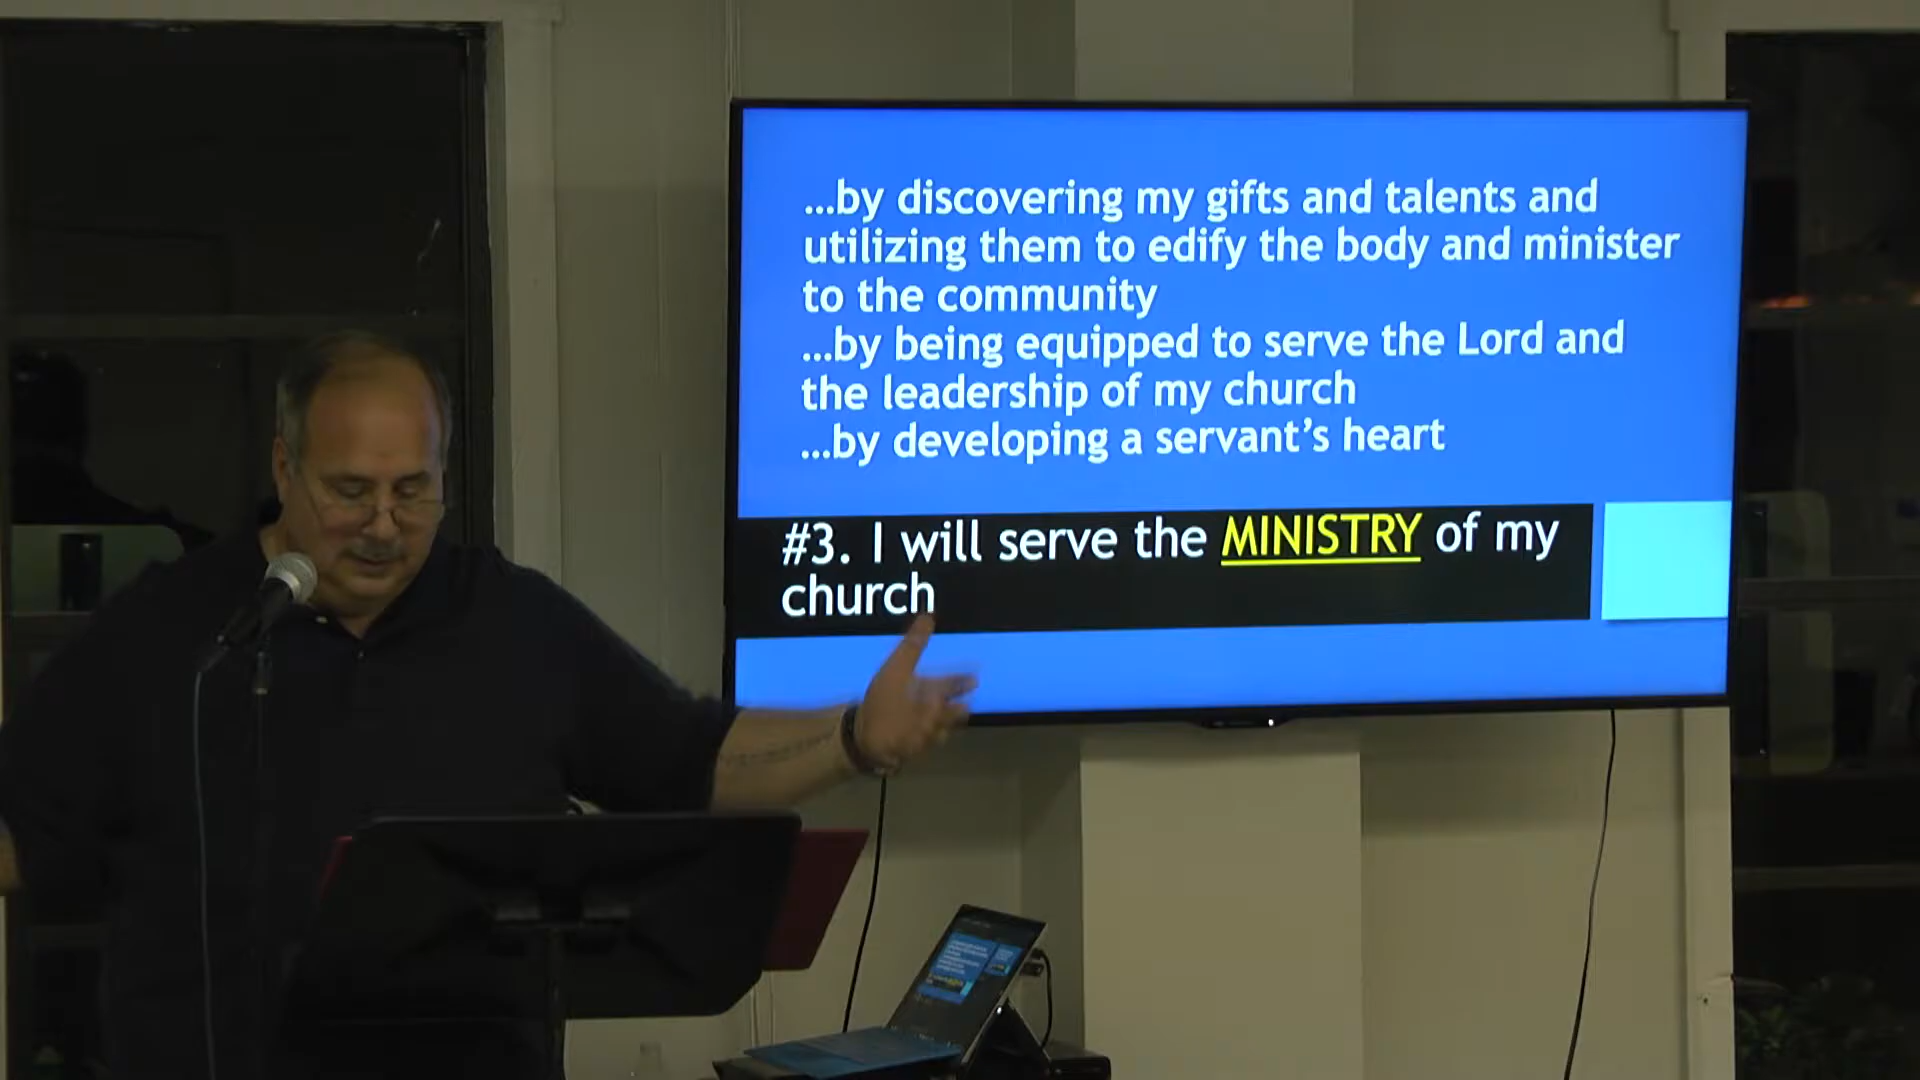 ...by discovering my gifts and talents and
utilizing them to edify the body and minister
to the community
...by being equipped to serve the Lord and
the leadership of my church
...by developing a servant's heart
#3. I will serve the MINISTRY of my
church